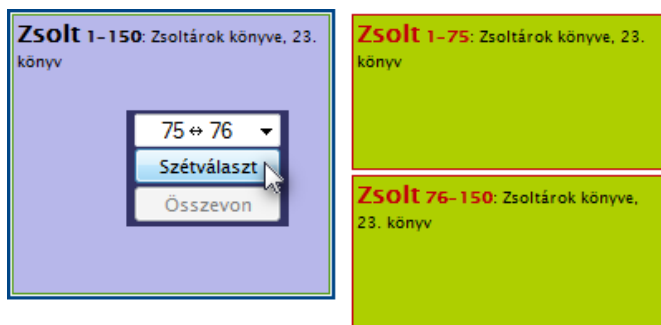 Zsolt 1–150: Zsoltárok könyve, 23.
könyv
75 ⇔ 76
Szétválaszt
Összevon
Zsolt 1–75: Zsoltárok könyve, 23.
könyv
Zsolt 76–150: Zsoltárok könyve,
23. könyv